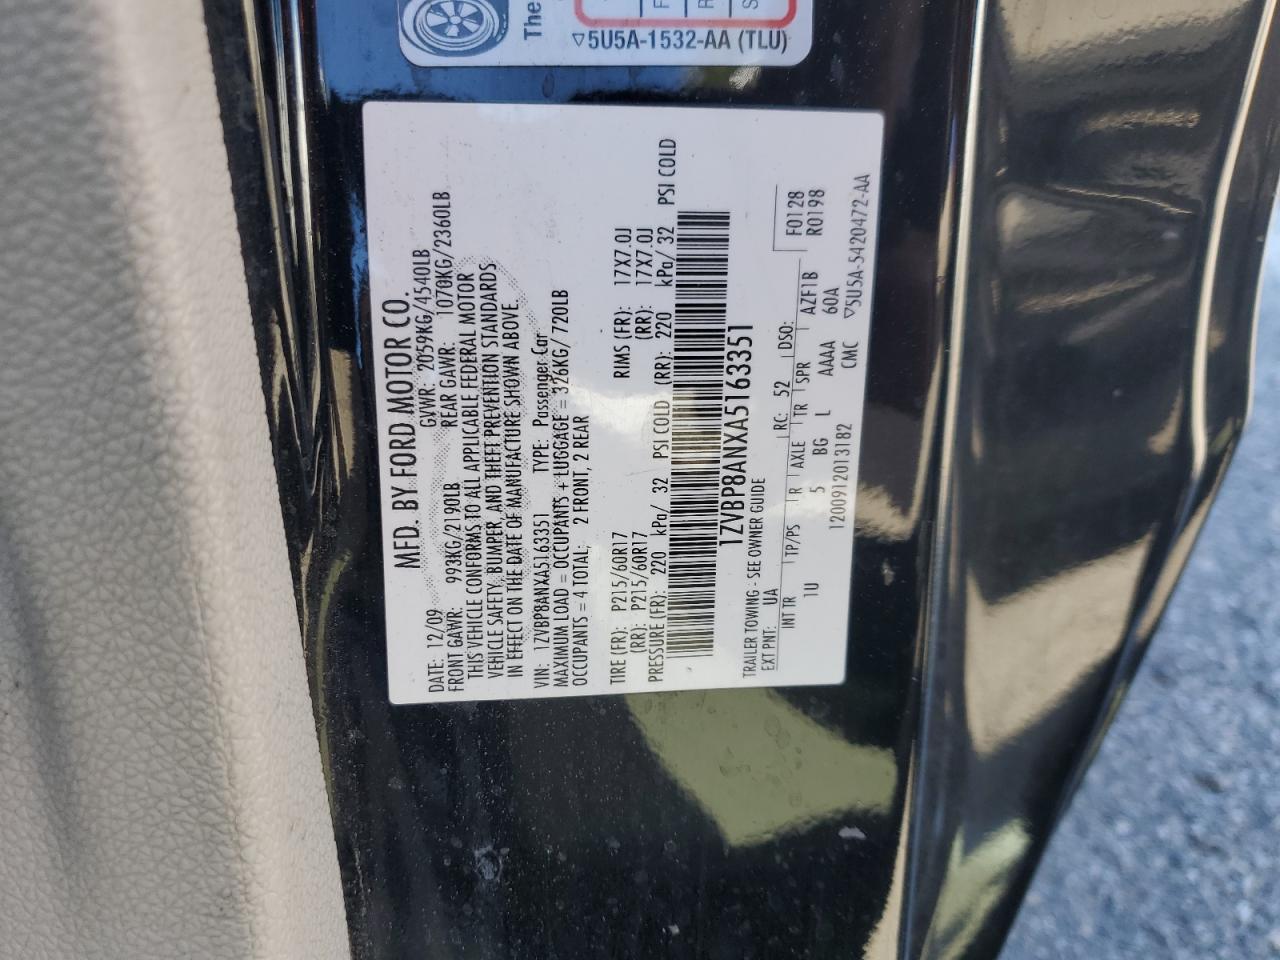 The
F
R
S
▽5U5A-1532-AA (TLU)
MFD. BY FORD MOTOR CO.
DATE: 12/09 GVWR: 2059KG/4540LB
FRONT GAWR: 993KG/2190LB REAR GAWR: 1070KG/2360LB
THIS VEHICLE CONFORMS TO ALL APPLICABLE FEDERAL MOTOR
VEHICLE SAFETY, BUMPER, AND THEFT PREVENTION STANDARDS
IN EFFECT ON THE DATE OF MANUFACTURE SHOWN ABOVE.
VIN: 1ZVBP8ANXA5163351 TYPE: Passenger Car
MAXIMUM LOAD = OCCUPANTS + LUGGAGE = 326KG/ 720LB
OCCUPANTS = 4 TOTAL; 2 FRONT, 2 REAR
TIRE (FR): P215/60R17 RIMS (FR): 17X7.0J
(RR): P215/60R17 (RR): 17X7.0J
PRESSURE (FR): 220 kPa/ 32 PSI COLD (RR): 220 kPa/ 32 PSI COLD
1ZVBP8ANXA5163351
TRAILER TOWING - SEE OWNER GUIDE
EXT PNT: UA RC: 52 DSO:
INT TR TP/PS R AXLE TR SPR AZF1B F0128
1U 5 BG L AAAA 60A R0198
1200912013182 CMC ▽5U5A-5420472-AA